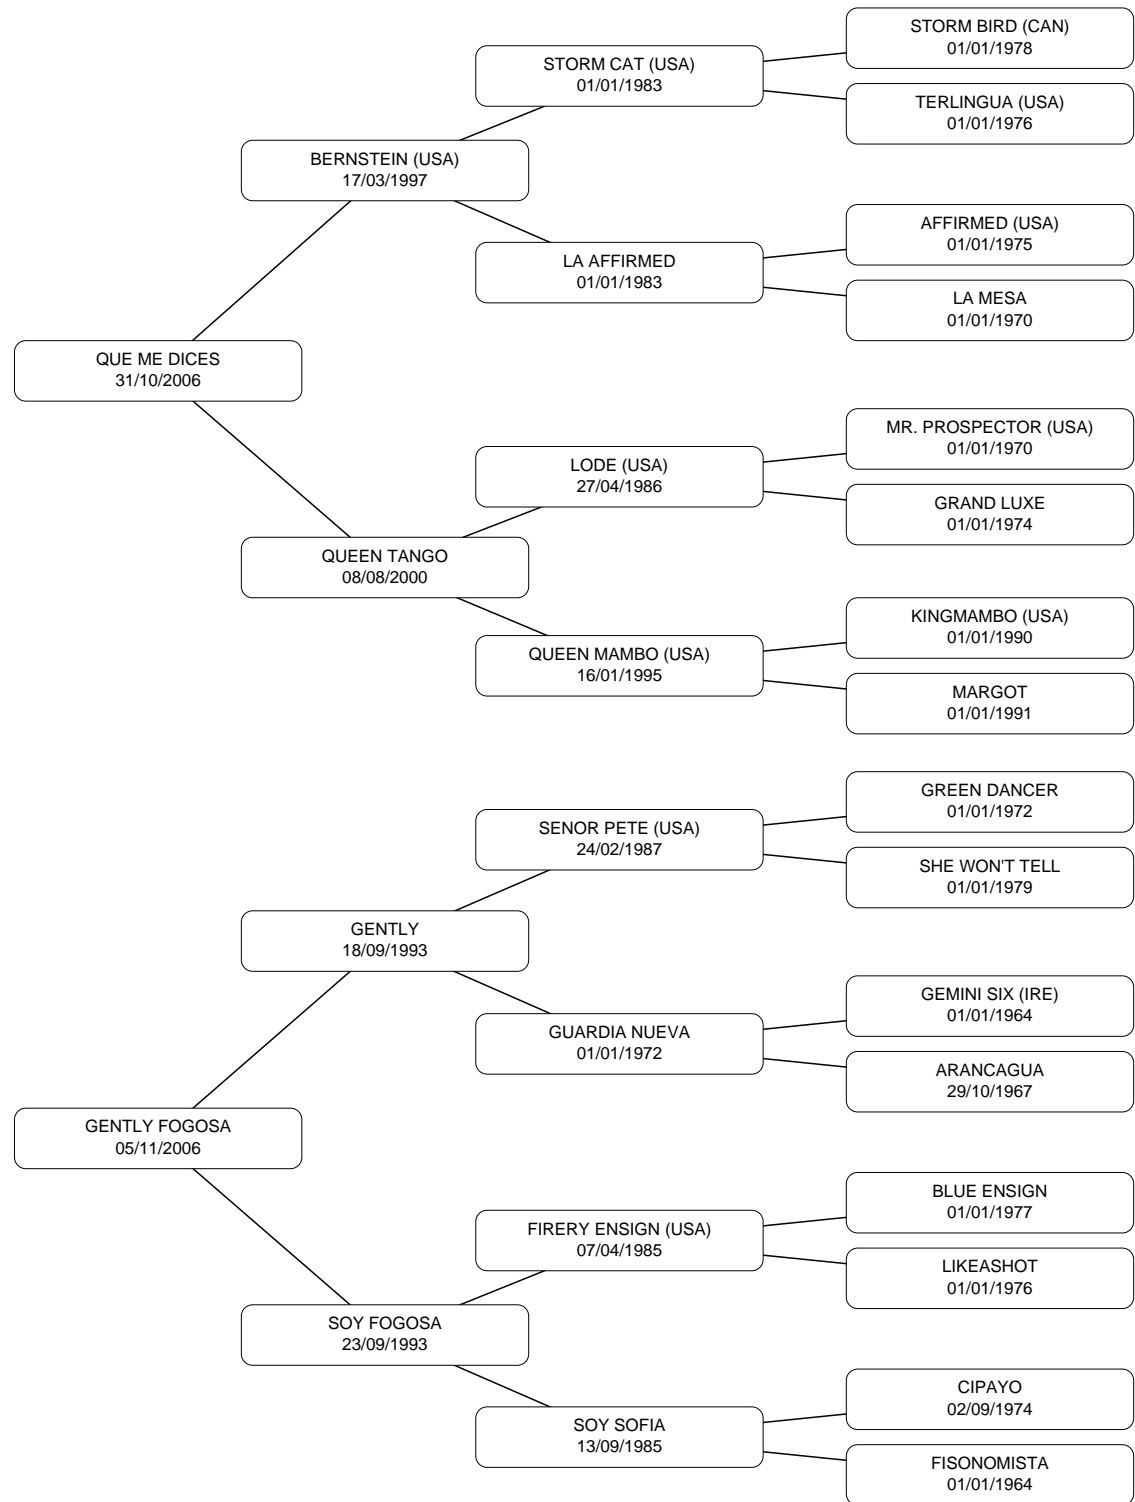 STORM BIRD (CAN)
01/01/1978
STORM CAT (USA)
01/01/1983
TERLINGUA (USA)
01/01/1976
BERNSTEIN (USA)
17/03/1997
AFFIRMED (USA)
01/01/1975
LA AFFIRMED
01/01/1983
LA MESA
01/01/1970
QUE ME DICES
31/10/2006
MR. PROSPECTOR (USA)
01/01/1970
LODE (USA)
27/04/1986
GRAND LUXE
01/01/1974
QUEEN TANGO
08/08/2000
KINGMAMBO (USA)
01/01/1990
QUEEN MAMBO (USA)
16/01/1995
MARGOT
01/01/1991
GREEN DANCER
01/01/1972
SENOR PETE (USA)
24/02/1987
SHE WON'T TELL
01/01/1979
GENTLY
18/09/1993
GEMINI SIX (IRE)
01/01/1964
GUARDIA NUEVA
01/01/1972
ARANCAGUA
29/10/1967
GENTLY FOGOSA
05/11/2006
BLUE ENSIGN
01/01/1977
FIRERY ENSIGN (USA)
07/04/1985
LIKEASHOT
01/01/1976
SOY FOGOSA
23/09/1993
CIPAYO
02/09/1974
SOY SOFIA
13/09/1985
FISONOMISTA
01/01/1964